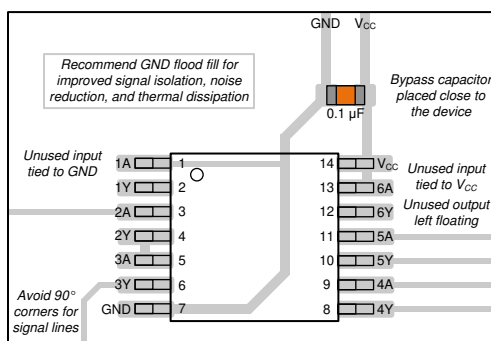 GND VCC
Recommend GND flood fill for
improved signal isolation, noise
reduction, and thermal dissipation
Bypass capacitor
placed close to
the device
0.1 µF
Unused input
tied to GND
1A 1 14 VCC
1Y 2 13 6A
2A 3 12 6Y
2Y 4 11 5A
3A 5 10 5Y
3Y 6 9 4A
GND 7 8 4Y
Unused input
tied to VCC
Unused output
left floating
Avoid 90°
corners for
signal lines